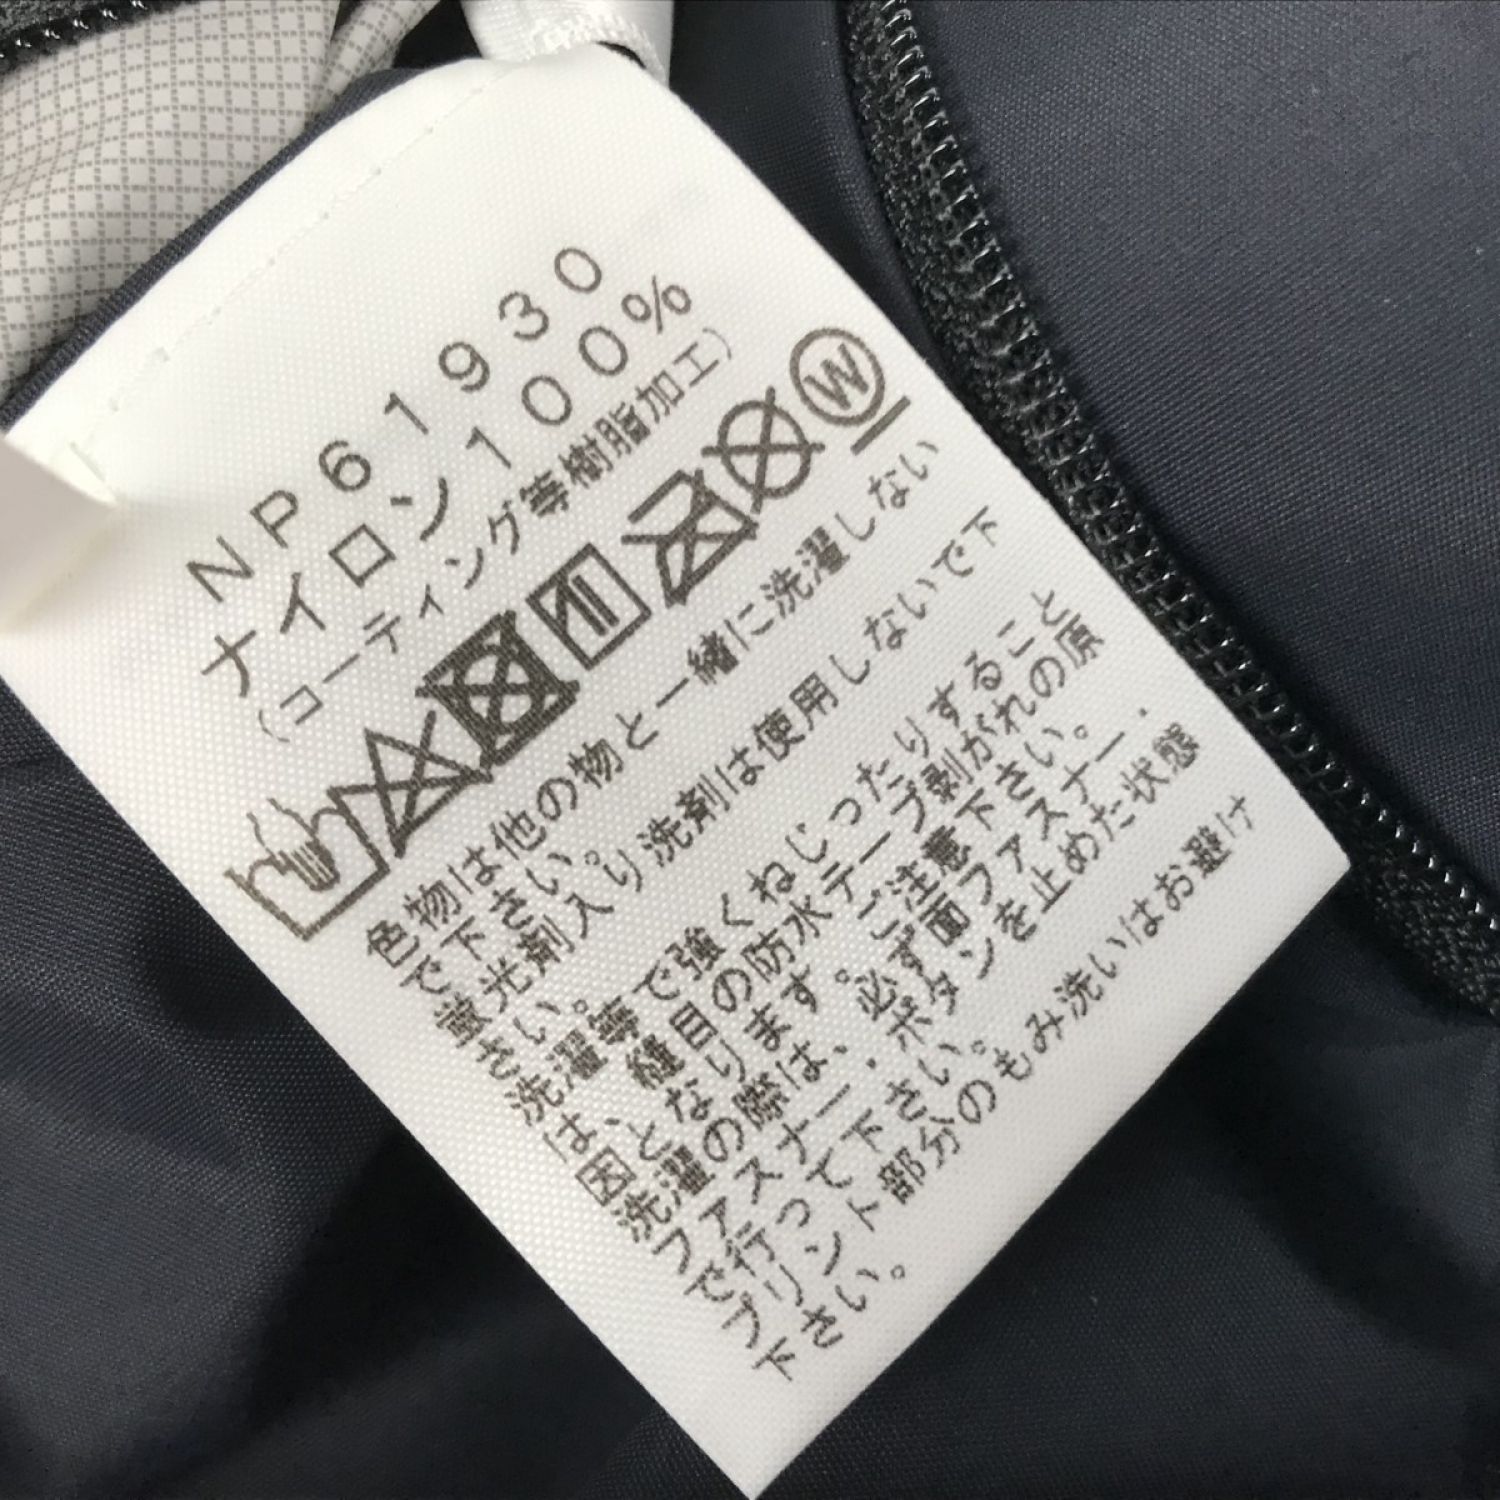 NP61930
ナイロン100%
(コーティング等樹脂加工)
W
色物は他の物と一緒に洗濯しない
で下さい。
蛍光剤入り洗剤は使用しないで下
さい。
洗濯等で強くねじったりすること
は、縫目の防水テープ剥がれの原
因となります。ご注意下さい。
洗濯の際は、必ず面ファスナー・
ファスナー・ボタンを止めた状態
で行って下さい。
プリント部分のもみ洗いはお避け
下さい。